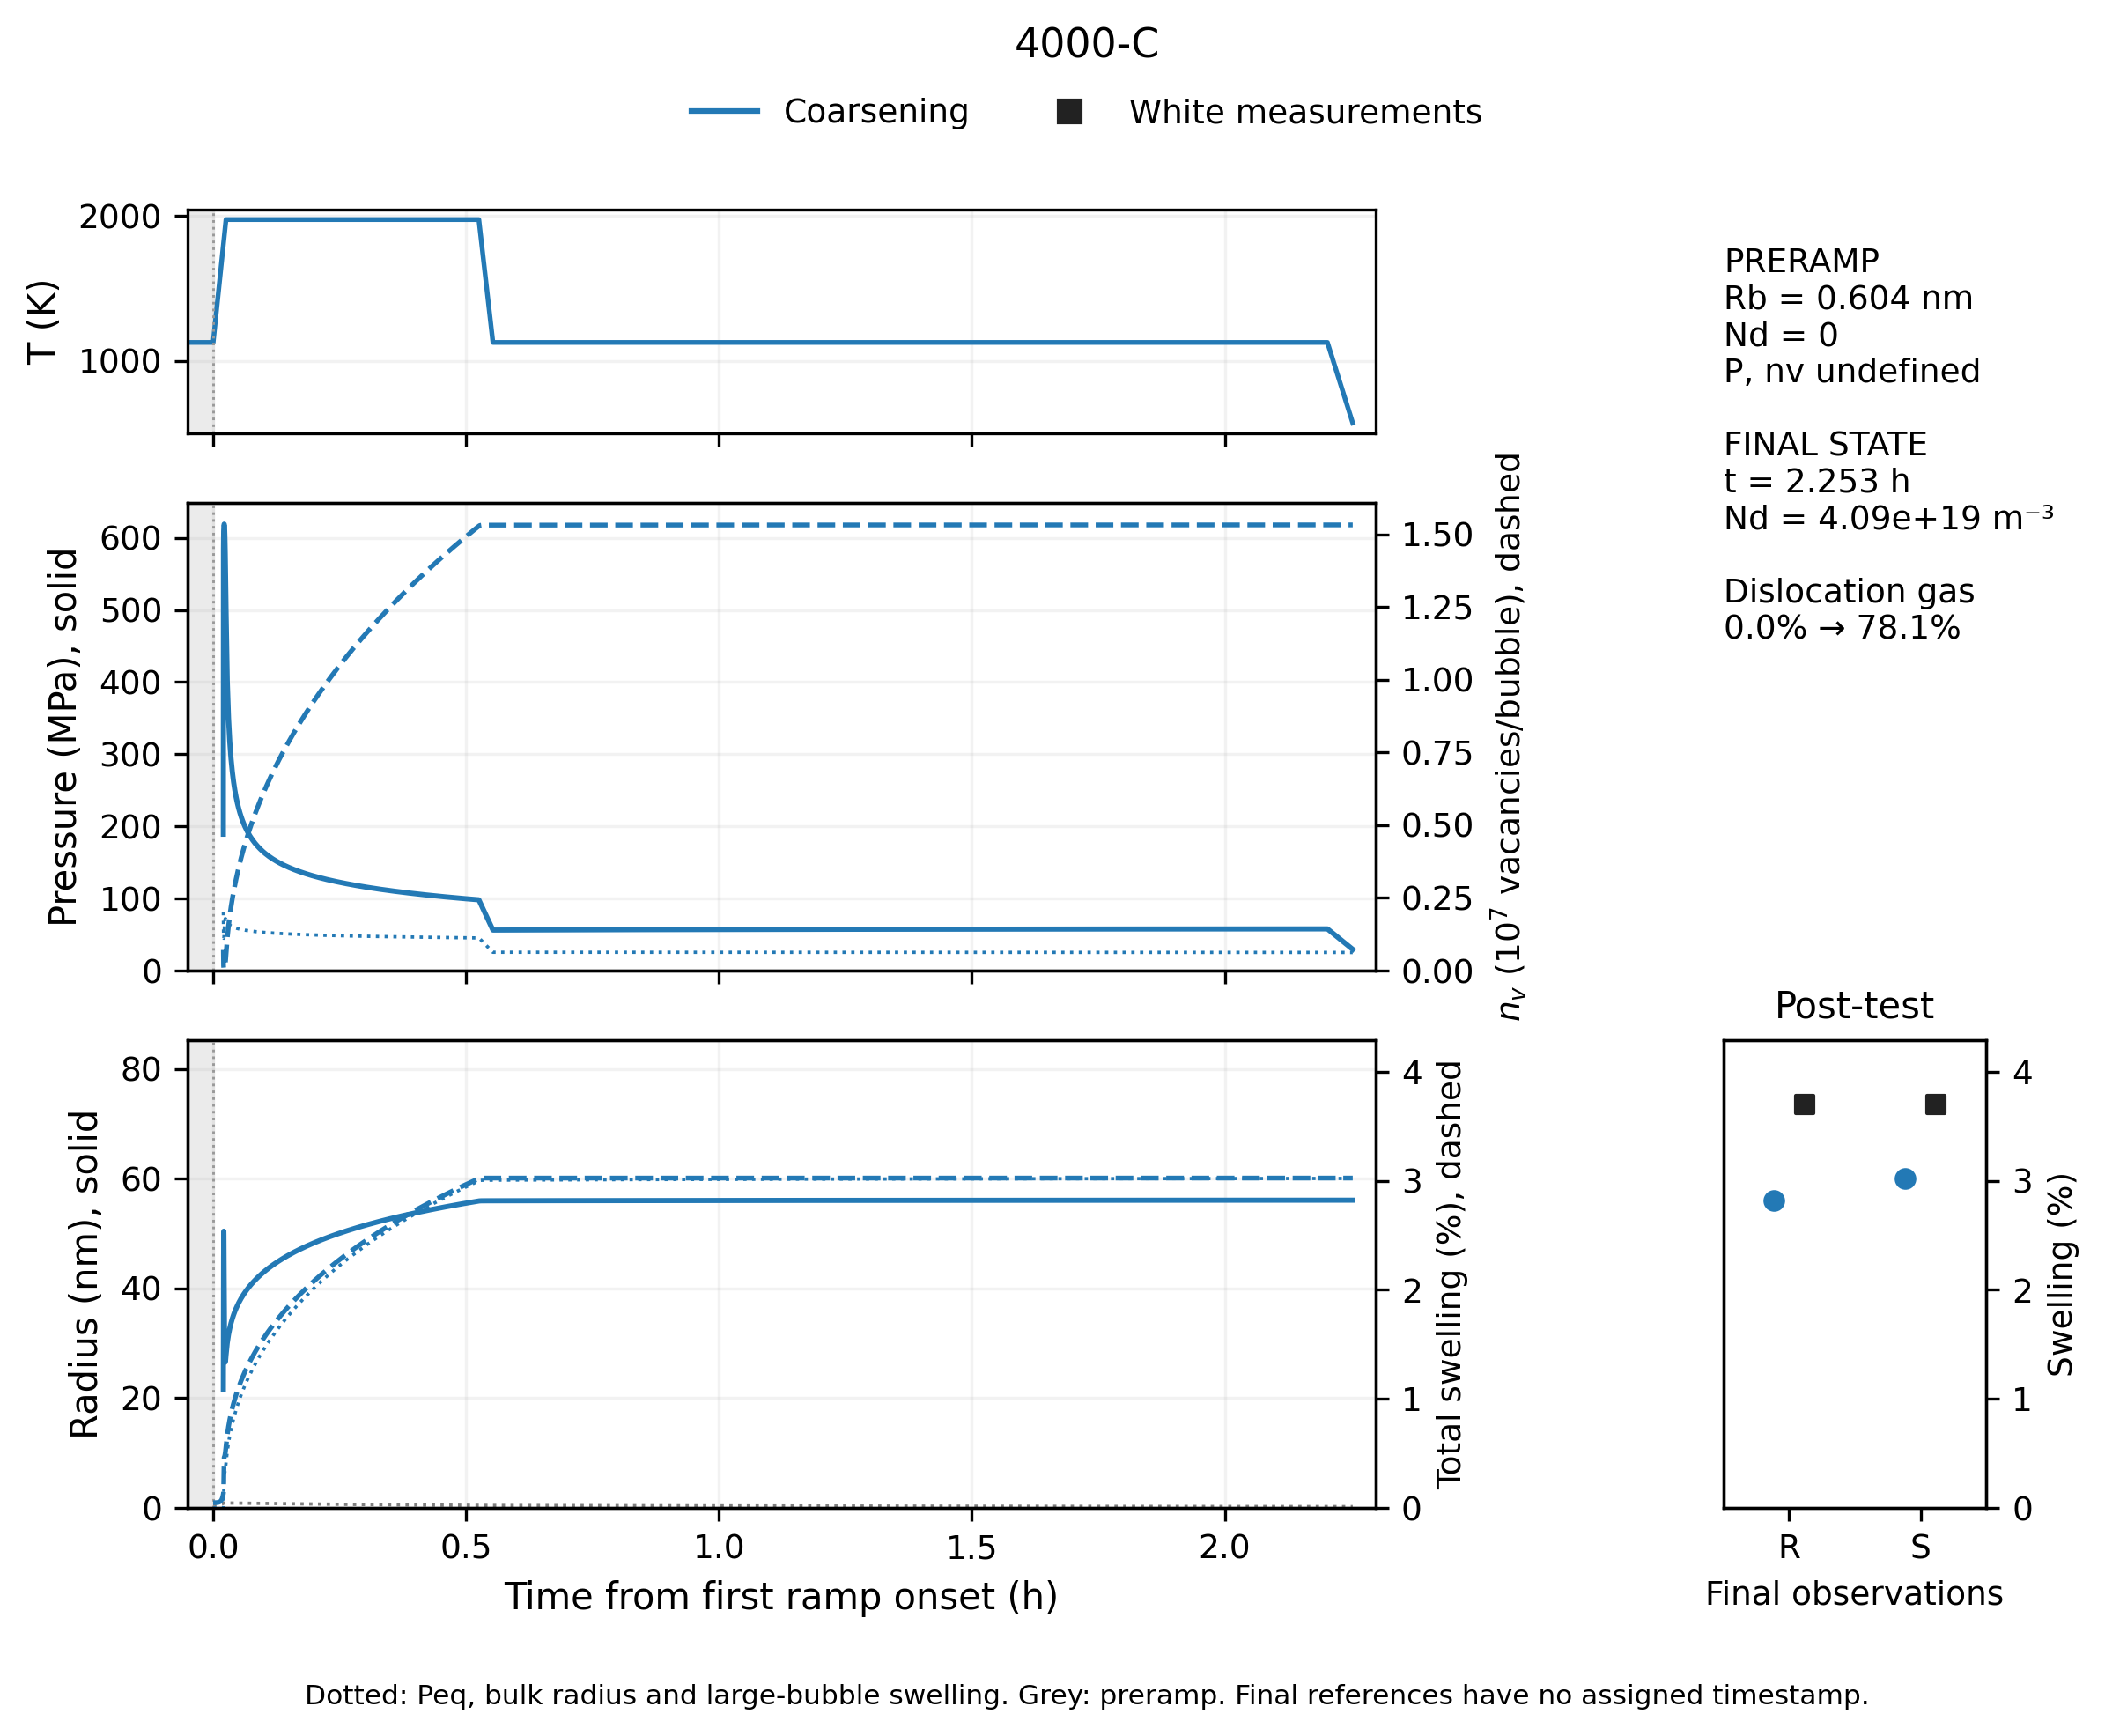 4000-C
Coarsening
White measurements
2000
1000
T (K)
PRERAMP
Rb = 0.604 nm
Nd = 0
P, nv undefined
FINAL STATE
t = 2.253 h
Nd = 4.09e+19 m⁻³
Dislocation gas
0.0% → 78.1%
600
500
400
300
200
100
0
Pressure (MPa), solid
1.50
1.25
1.00
0.75
0.50
0.25
0.00
nᵥ (10⁷ vacancies/bubble), dashed
80
60
40
20
0
Radius (nm), solid
4
3
2
1
0
Total swelling (%), dashed
0.0
0.5
1.0
1.5
2.0
Time from first ramp onset (h)
Post-test
4
3
2
1
0
Swelling (%)
R
S
Final observations
Dotted: Peq, bulk radius and large-bubble swelling. Grey: preramp. Final references have no assigned timestamp.